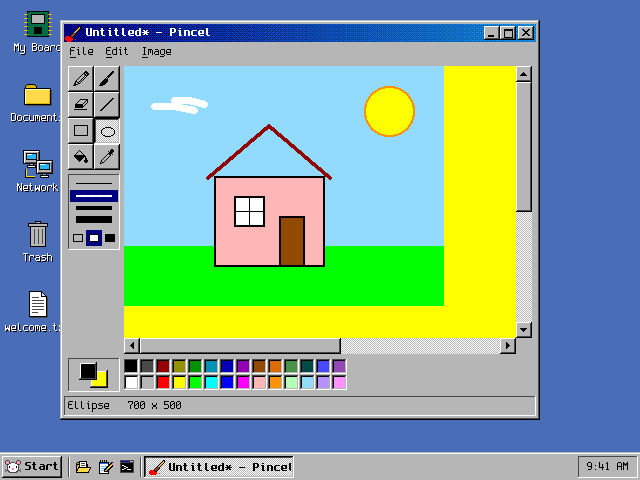 My Board
Documents
Network
Trash
welcome.t
Untitled* - Pincel
File Edit Image
Ellipse 700 x 500
Start
Untitled* - Pincel
9:41 AM